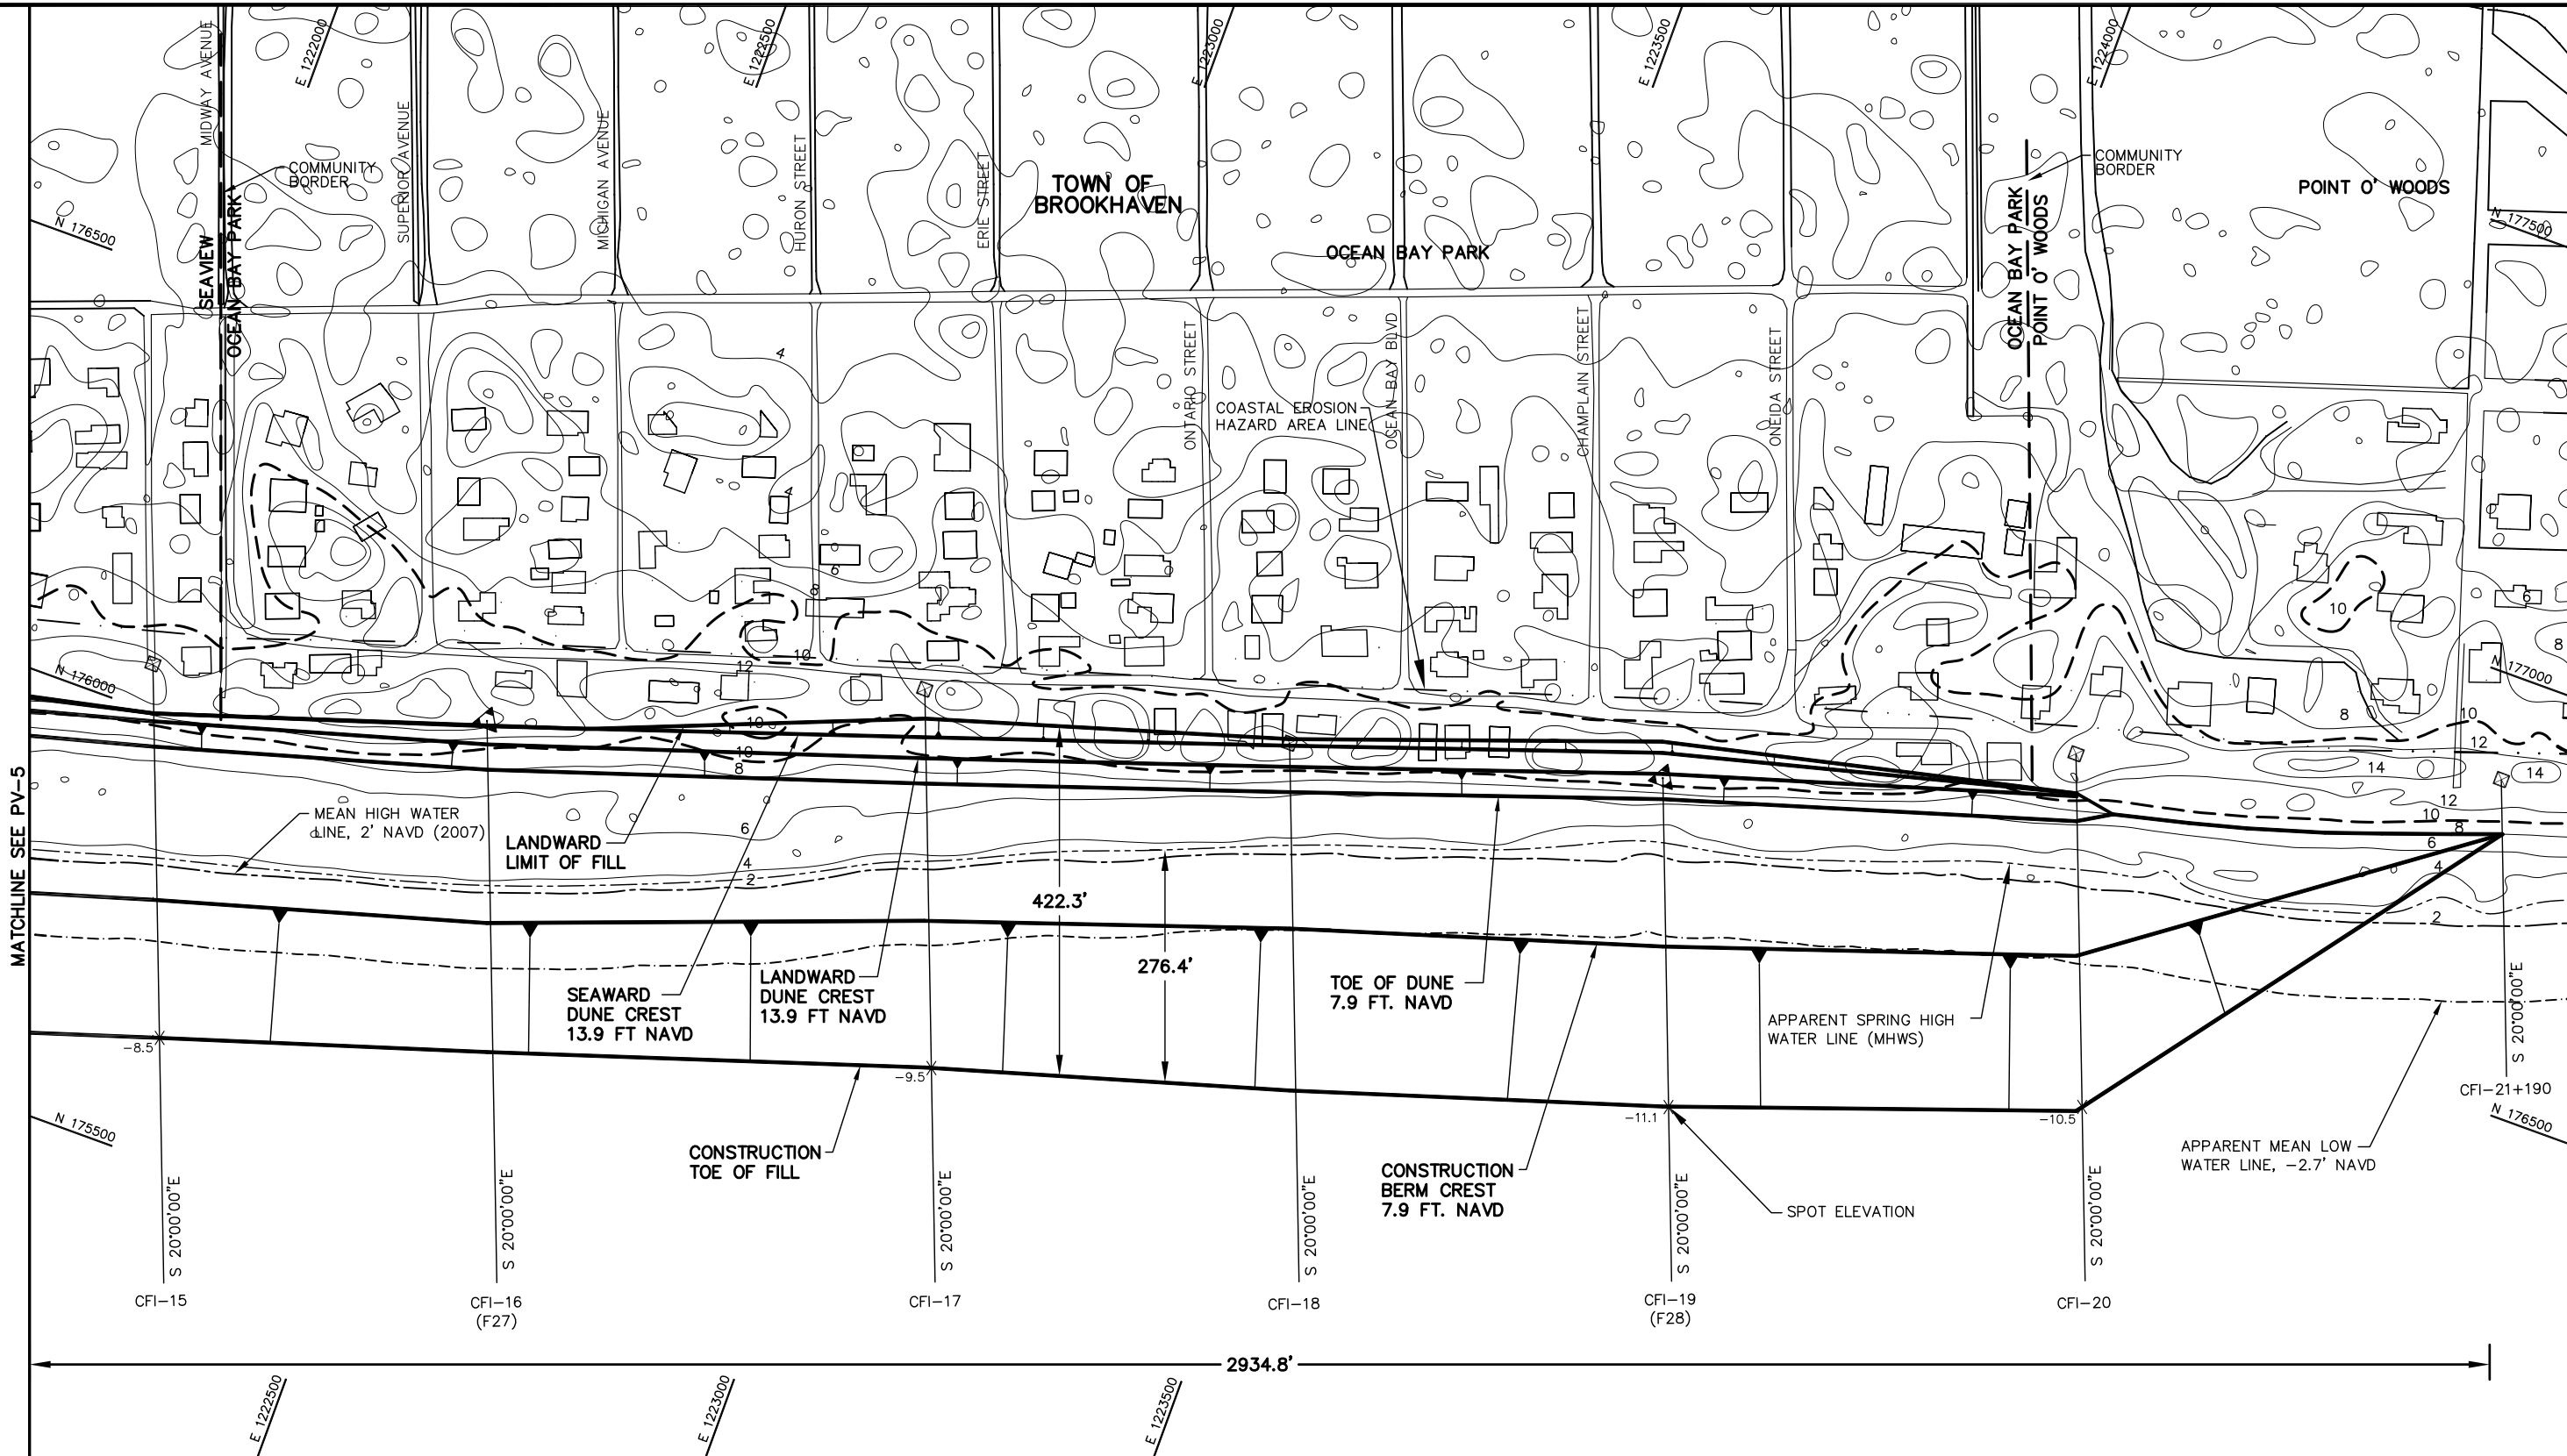 E 1222000
E 1222500
E 1223000
E 1223500
E 1224000
MIDWAY AVENUE
SUPERIOR AVENUE
MICHIGAN AVENUE
HURON STREET
ERIE STREET
COMMUNITY
BORDER
TOWN OF
BROOKHAVEN
COMMUNITY
BORDER
POINT O' WOODS
N 176500
N 177500
SEAVIEW
OCEAN BAY PARK
OCEAN BAY PARK
OCEAN BAY PARK
POINT O' WOODS
ONTARIO STREET
OCEAN BAY BLVD
CHAMPLAIN STREET
ONEIDA STREET
4
COASTAL EROSION
HAZARD AREA LINE
4
6
8
10
12
10
6
8
N 176000
N 177000
10
10
8
8
10
12
14
14
12
10
8
6
4
2
MATCHLINE SEE PV-5
MEAN HIGH WATER
LINE, 2' NAVD (2007)
LANDWARD
LIMIT OF FILL
6
4
2
422.3'
276.4'
SEAWARD
DUNE CREST
13.9 FT NAVD
LANDWARD
DUNE CREST
13.9 FT NAVD
TOE OF DUNE
7.9 FT. NAVD
APPARENT SPRING HIGH
WATER LINE (MHWS)
-8.5
-9.5
-11.1
-10.5
N 175500
N 176500
CONSTRUCTION
TOE OF FILL
CONSTRUCTION
BERM CREST
7.9 FT. NAVD
SPOT ELEVATION
APPARENT MEAN LOW
WATER LINE, -2.7' NAVD
S 20°00'00"E
S 20°00'00"E
S 20°00'00"E
S 20°00'00"E
S 20°00'00"E
S 20°00'00"E
S 20°00'00"E
CFI-21+190
CFI-15
CFI-16
(F27)
CFI-17
CFI-18
CFI-19
(F28)
CFI-20
2934.8'
E 1222500
E 1223000
E 1223500